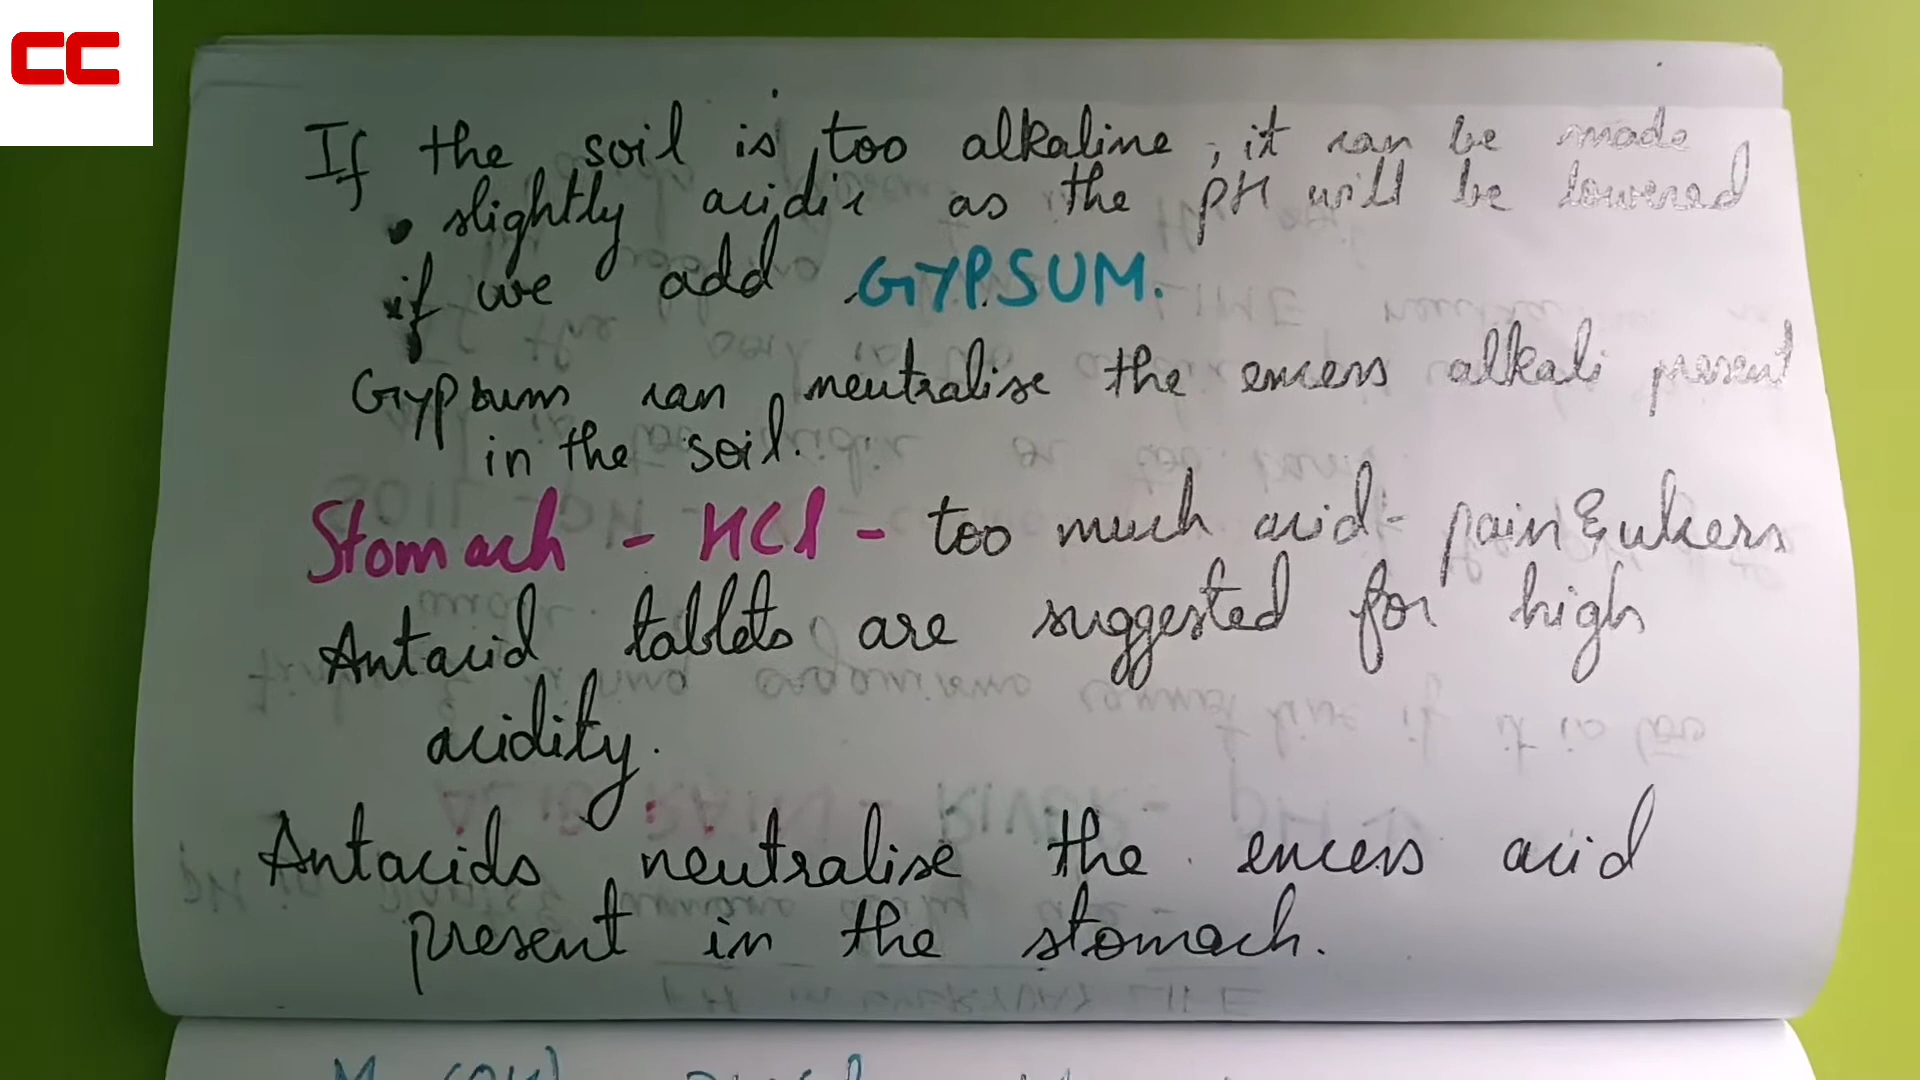 CC
If the soil is too alkaline, it can be made
slightly acidic as the pH will be lowered
if we add GYPSUM.
Gypsum can neutralise the excess alkali present
in the soil.
Stomach - HCl - too much acid - pain & ulcers
Antacid tablets are suggested for high
acidity.
Antacids neutralise the excess acid
present in the stomach.